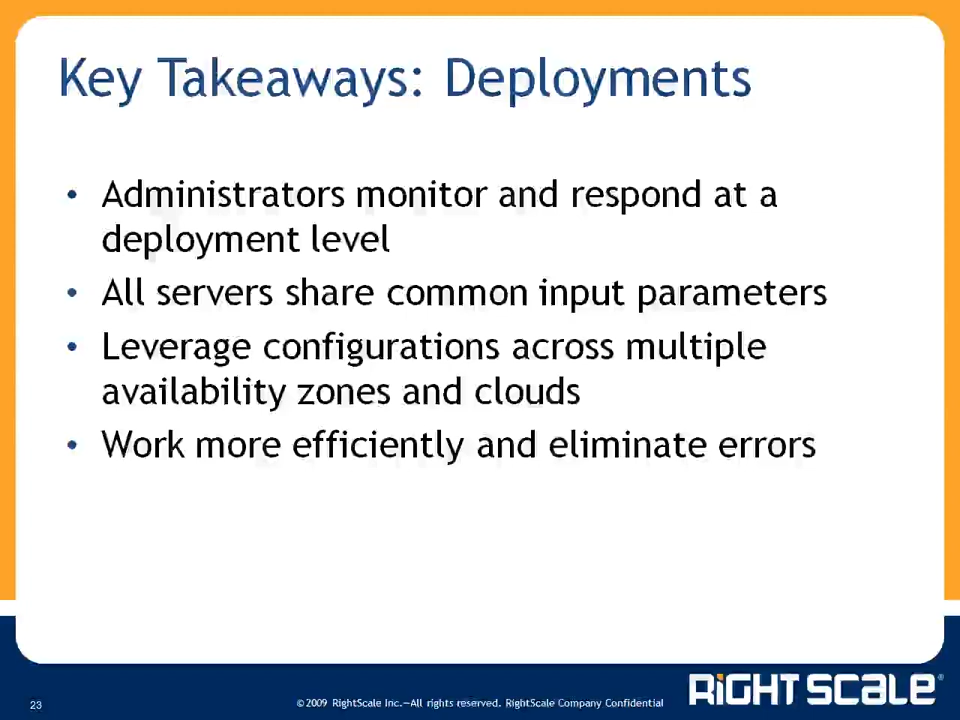 Key Takeaways: Deployments
• Administrators monitor and respond at a
deployment level
• All servers share common input parameters
• Leverage configurations across multiple
availability zones and clouds
• Work more efficiently and eliminate errors
23
©2009 RightScale Inc.—All rights reserved. RightScale Company Confidential
RIGHTSCALE®